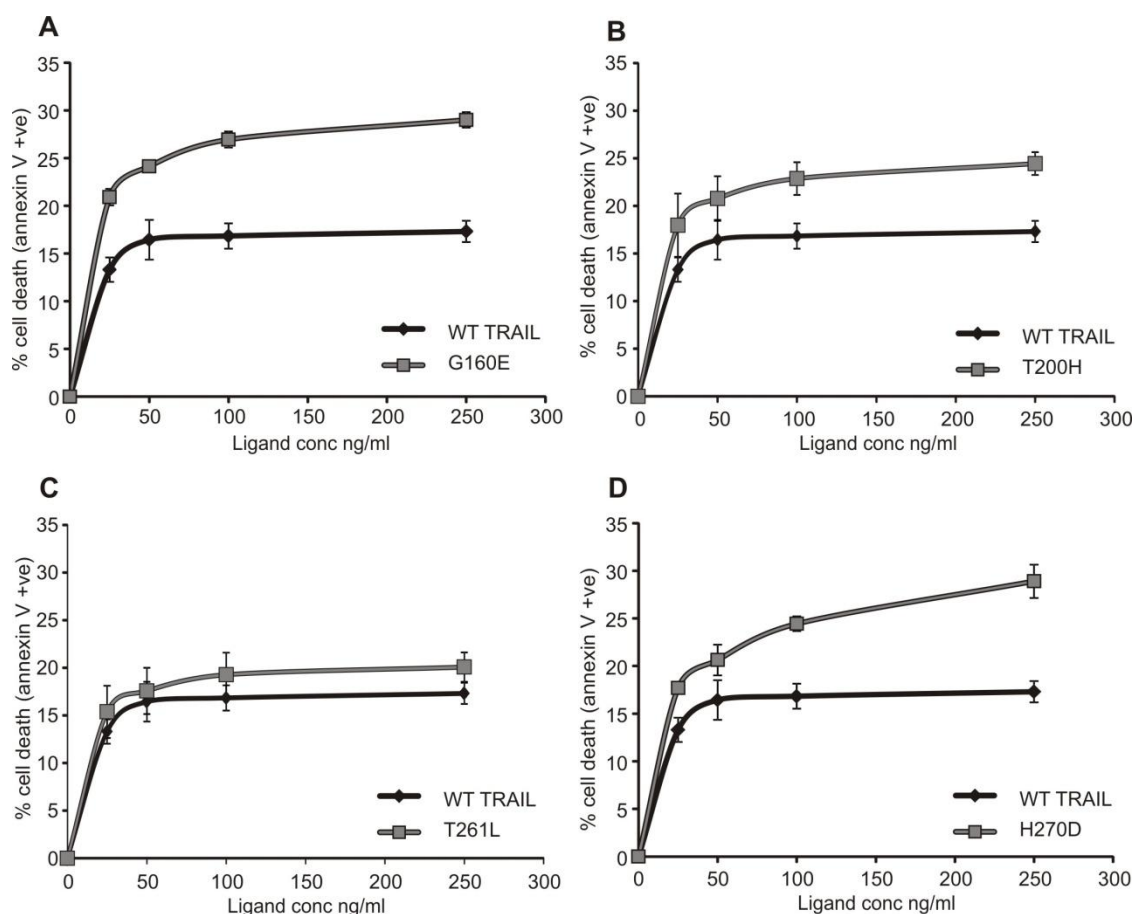 A
% cell death (annexin V +ve)
35
30
25
20
15
10
5
0
WT TRAIL
G160E
0 50 100 150 200 250 300
Ligand conc ng/ml
B
% cell death (annexin V +ve)
35
30
25
20
15
10
5
0
WT TRAIL
T200H
0 50 100 150 200 250 300
Ligand conc ng/ml
C
% cell death (annexin V +ve)
35
30
25
20
15
10
5
0
WT TRAIL
T261L
0 50 100 150 200 250 300
Ligand conc ng/ml
D
% cell death (annexin V +ve)
35
30
25
20
15
10
5
0
WT TRAIL
H270D
0 50 100 150 200 250 300
Ligand conc ng/ml